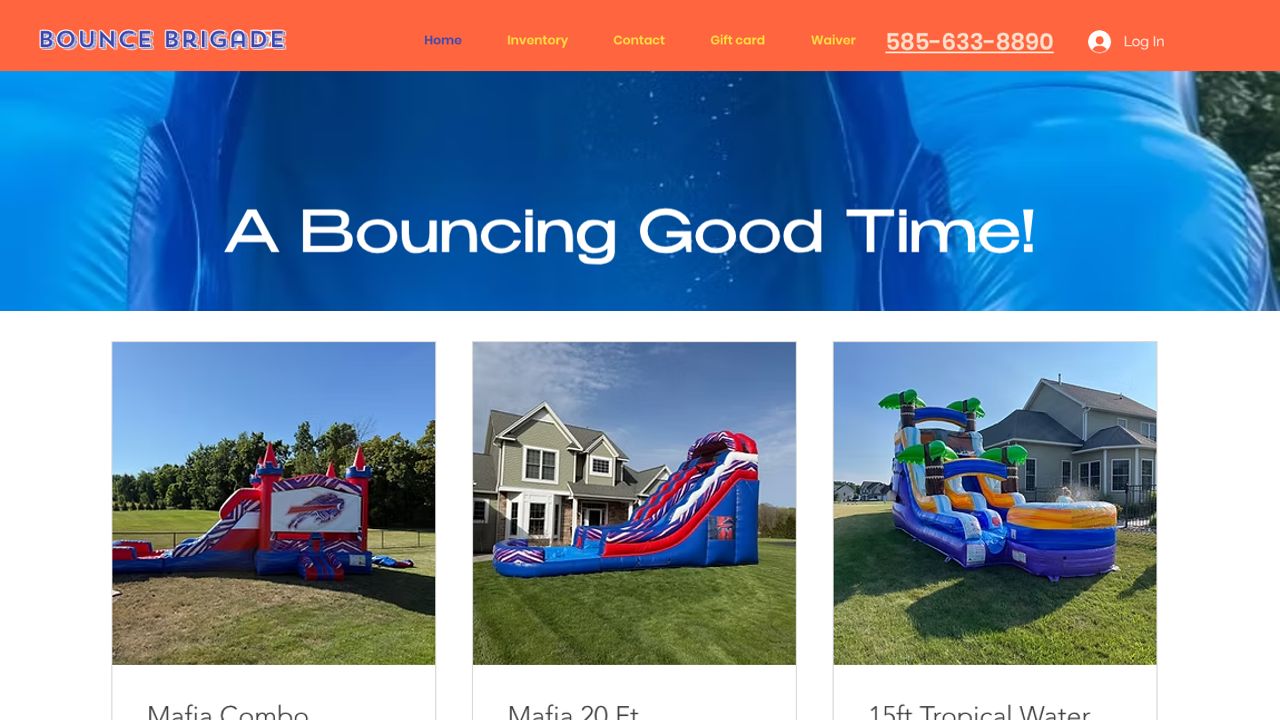 BOUNCE BRIGADE
Home
Inventory
Contact
Gift card
Waiver
585-633-8890
Log In
A Bouncing Good Time!
Mafia Combo
Mafia 20 Ft
15ft Tropical Water